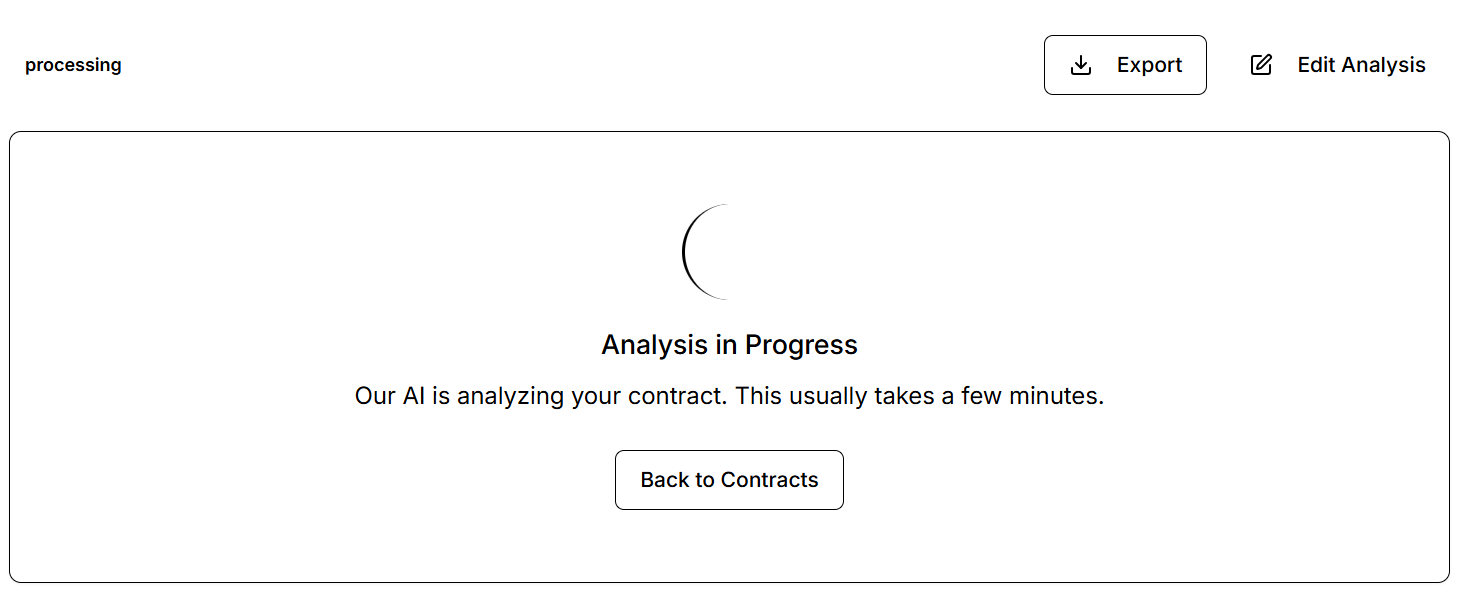 processing
Export
Edit Analysis
Analysis in Progress
Our AI is analyzing your contract. This usually takes a few minutes.
Back to Contracts